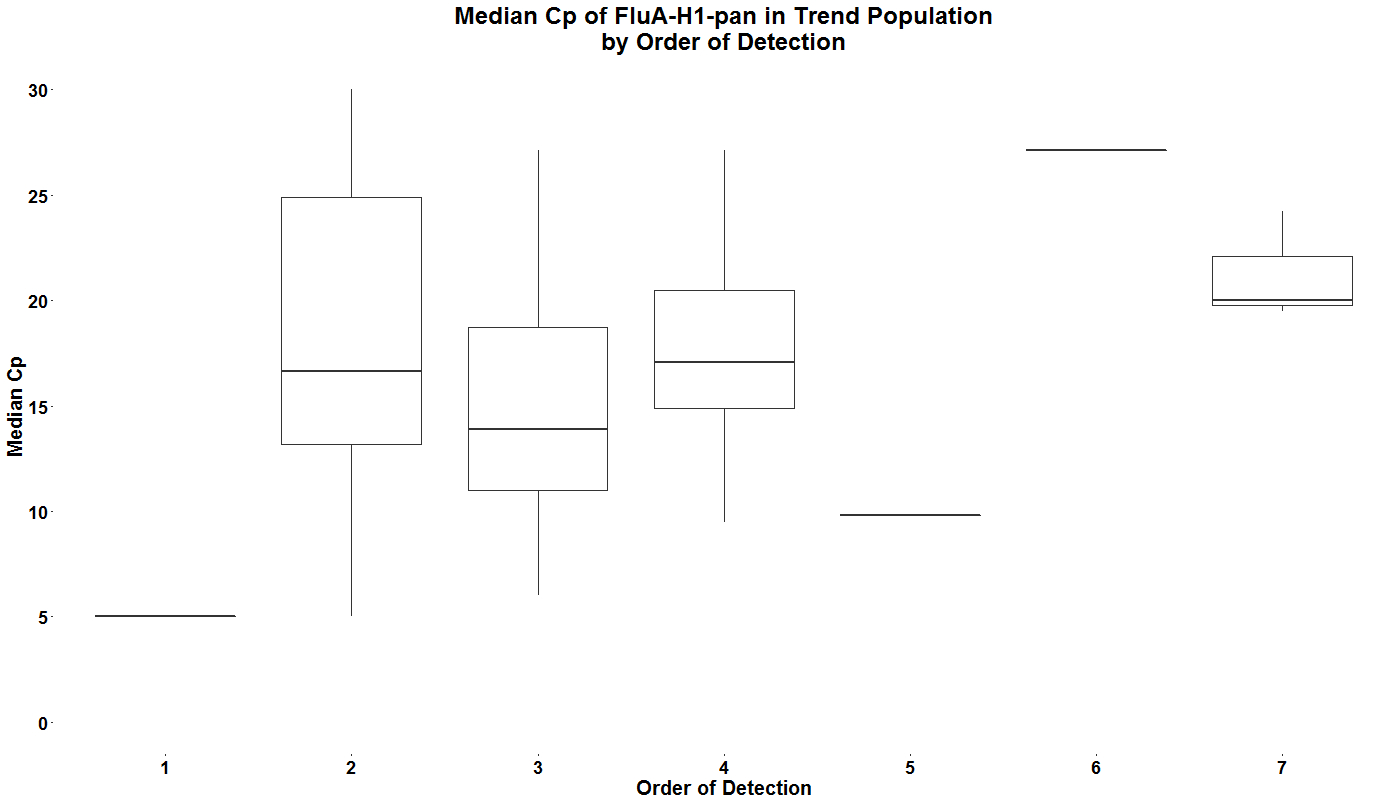 Median Cp of FluA-H1-pan in Trend Population
by Order of Detection
Median Cp
30
25
20
15
10
5
0
1 2 3 4 5 6 7
Order of Detection